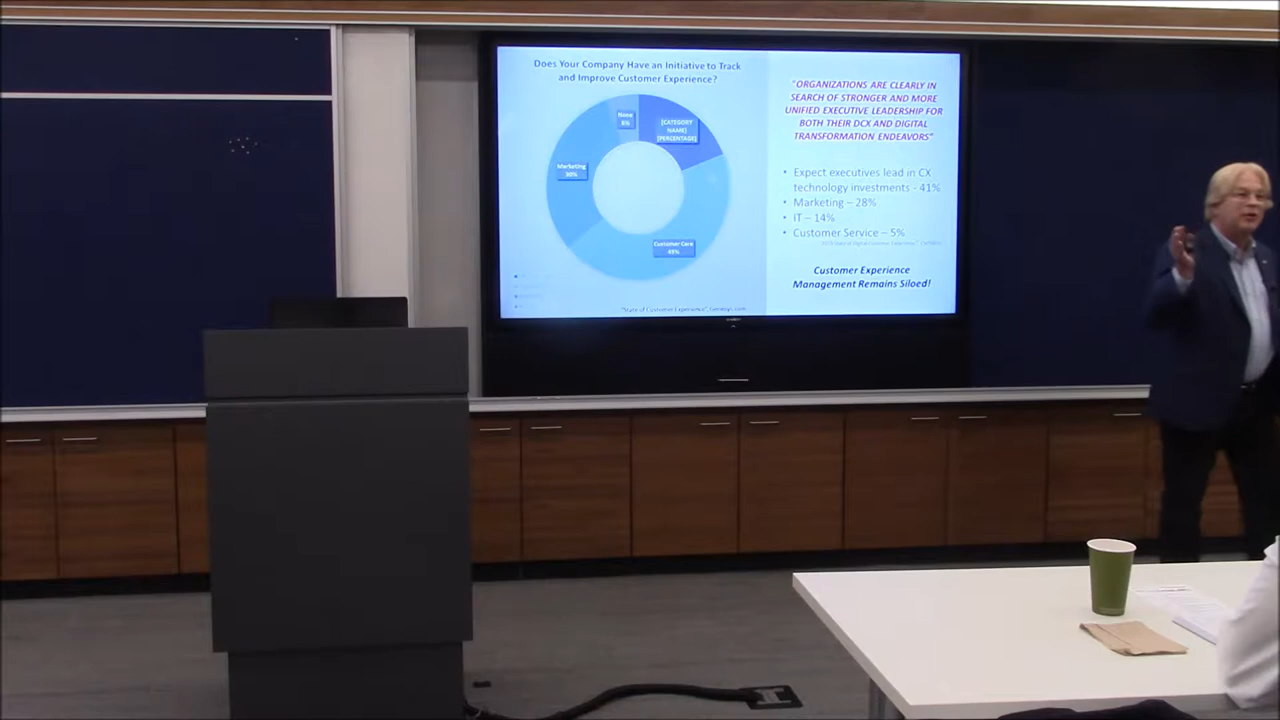 Does Your Company Have an Initiative to Track
and Improve Customer Experience?
None
[CATEGORY
NAME]
[PERCENTAGE]
Marketing
30%
Customer Care
"State of Customer Experience", Genesys.com
"ORGANIZATIONS ARE CLEARLY IN
SEARCH OF STRONGER AND MORE
UNIFIED EXECUTIVE LEADERSHIP FOR
BOTH THEIR DCX AND DIGITAL
TRANSFORMATION ENDEAVORS"
• Expect executives lead in CX
technology investments - 41%
• Marketing – 28%
• IT – 14%
• Customer Service – 5%
Customer Experience
Management Remains Siloed!